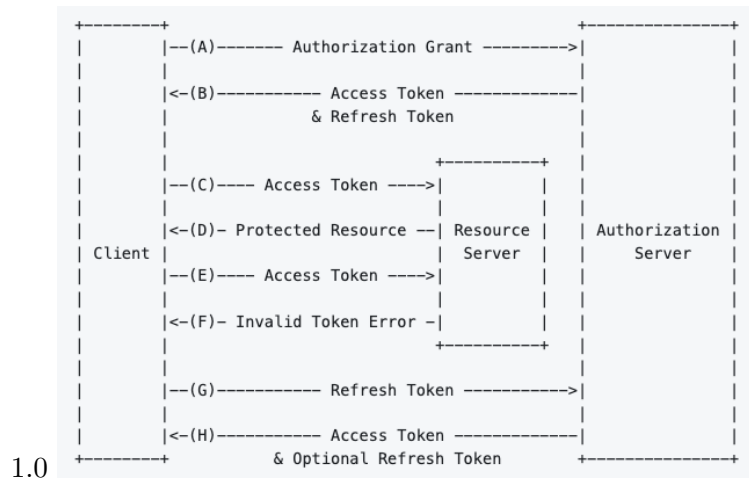 +--------+                                           +---------------+
|        |--(A)------- Authorization Grant --------->|               |
|        |                                           |               |
|        |<-(B)----------- Access Token -------------|               |
|        |               & Refresh Token             |               |
|        |                                           |               |
|        |                            +----------+   |               |
|        |--(C)---- Access Token ---->|          |   |               |
|        |                            |          |   |               |
|        |<-(D)- Protected Resource --| Resource |   | Authorization |
| Client |                            |  Server  |   |     Server    |
|        |--(E)---- Access Token ---->|          |   |               |
|        |                            |          |   |               |
|        |<-(F)- Invalid Token Error -|          |   |               |
|        |                            +----------+   |               |
|        |                                           |               |
|        |--(G)----------- Refresh Token ----------->|               |
|        |                                           |               |
|        |<-(H)----------- Access Token -------------|               |
+--------+           & Optional Refresh Token        +---------------+
1.0